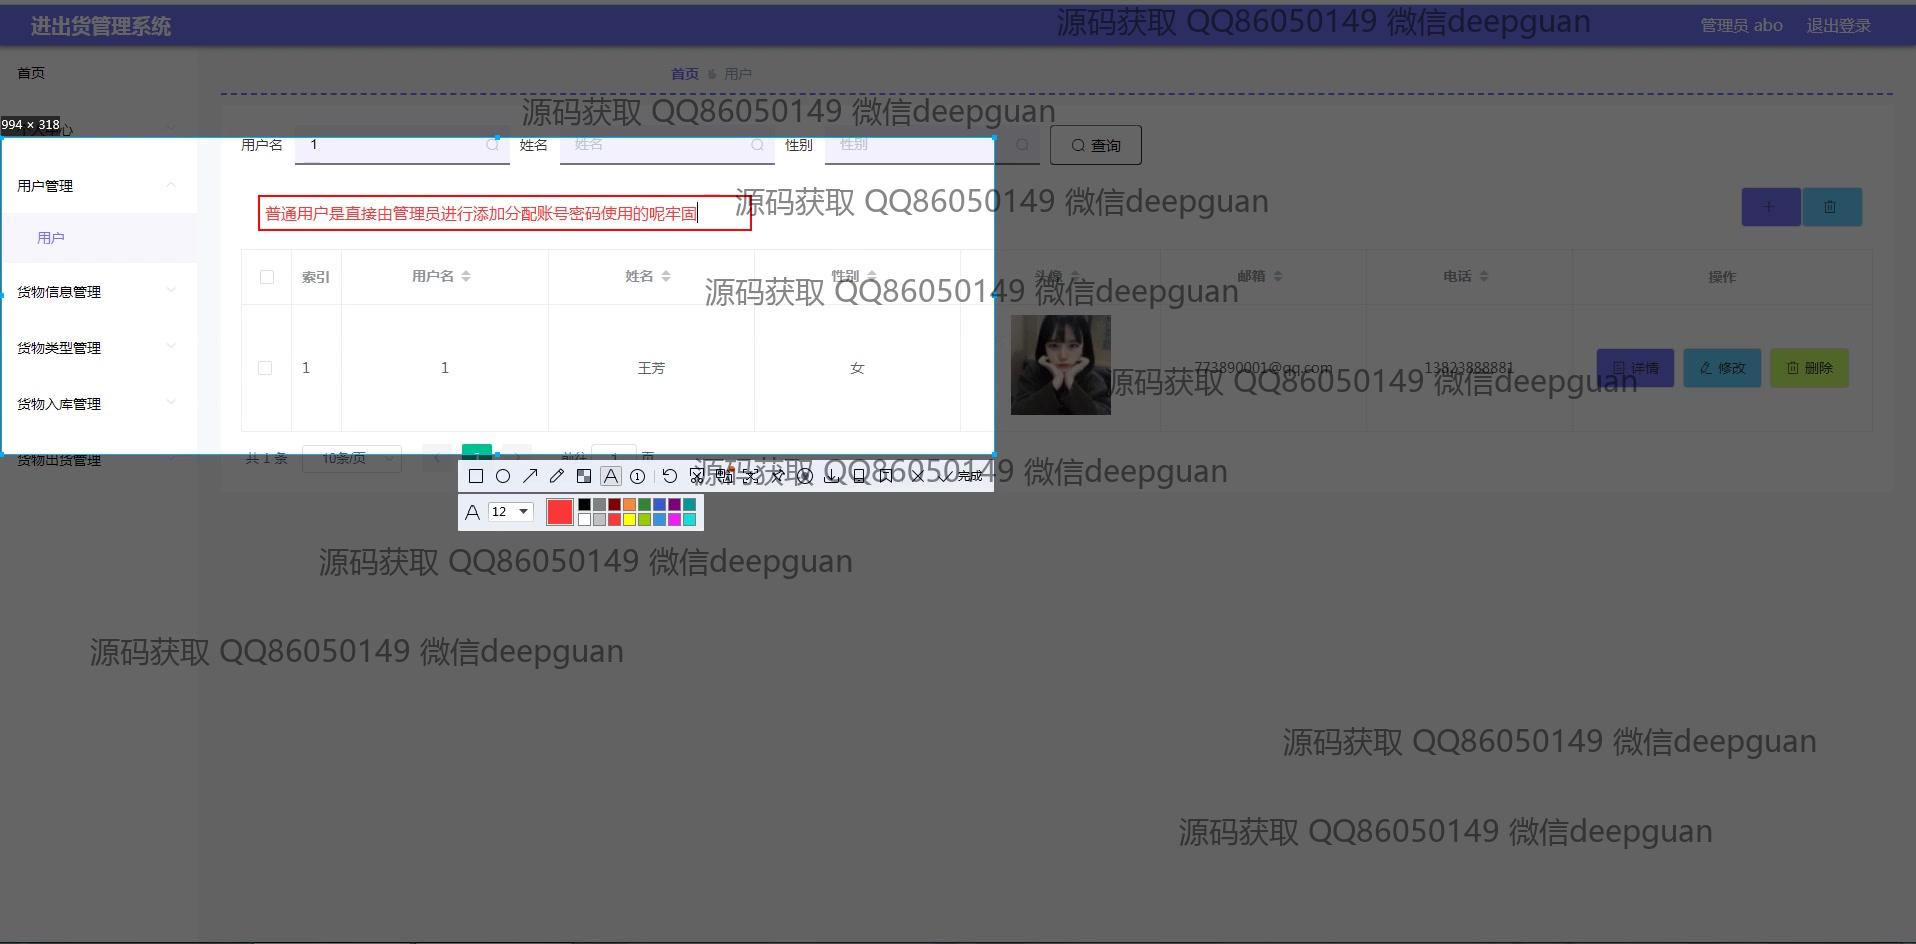 进出货管理系统
源码获取 QQ86050149 微信deepguan
管理员 abo
退出登录
首页
首页
用户
994 × 318
心
源码获取 QQ86050149 微信deepguan
用户名
1
姓名
姓名
性别
性别
查询
用户管理
普通用户是直接由管理员进行添加分配账号密码使用的呢牢固
源码获取 QQ86050149 微信deepguan
用户
索引
用户名
姓名
性别
头像
邮箱
电话
操作
货物信息管理
源码获取 QQ86050149 微信deepguan
货物类型管理
1
1
王芳
女
773890001@qq.com
13823888881
详情
修改
删除
源码获取 QQ86050149 微信deepguan
货物入库管理
货物出货管理
共 1 条
10条/页
1
前往
1
页
源码获取 QQ86050149 微信deepguan
A
1
完成
A
12
源码获取 QQ86050149 微信deepguan
源码获取 QQ86050149 微信deepguan
源码获取 QQ86050149 微信deepguan
源码获取 QQ86050149 微信deepguan